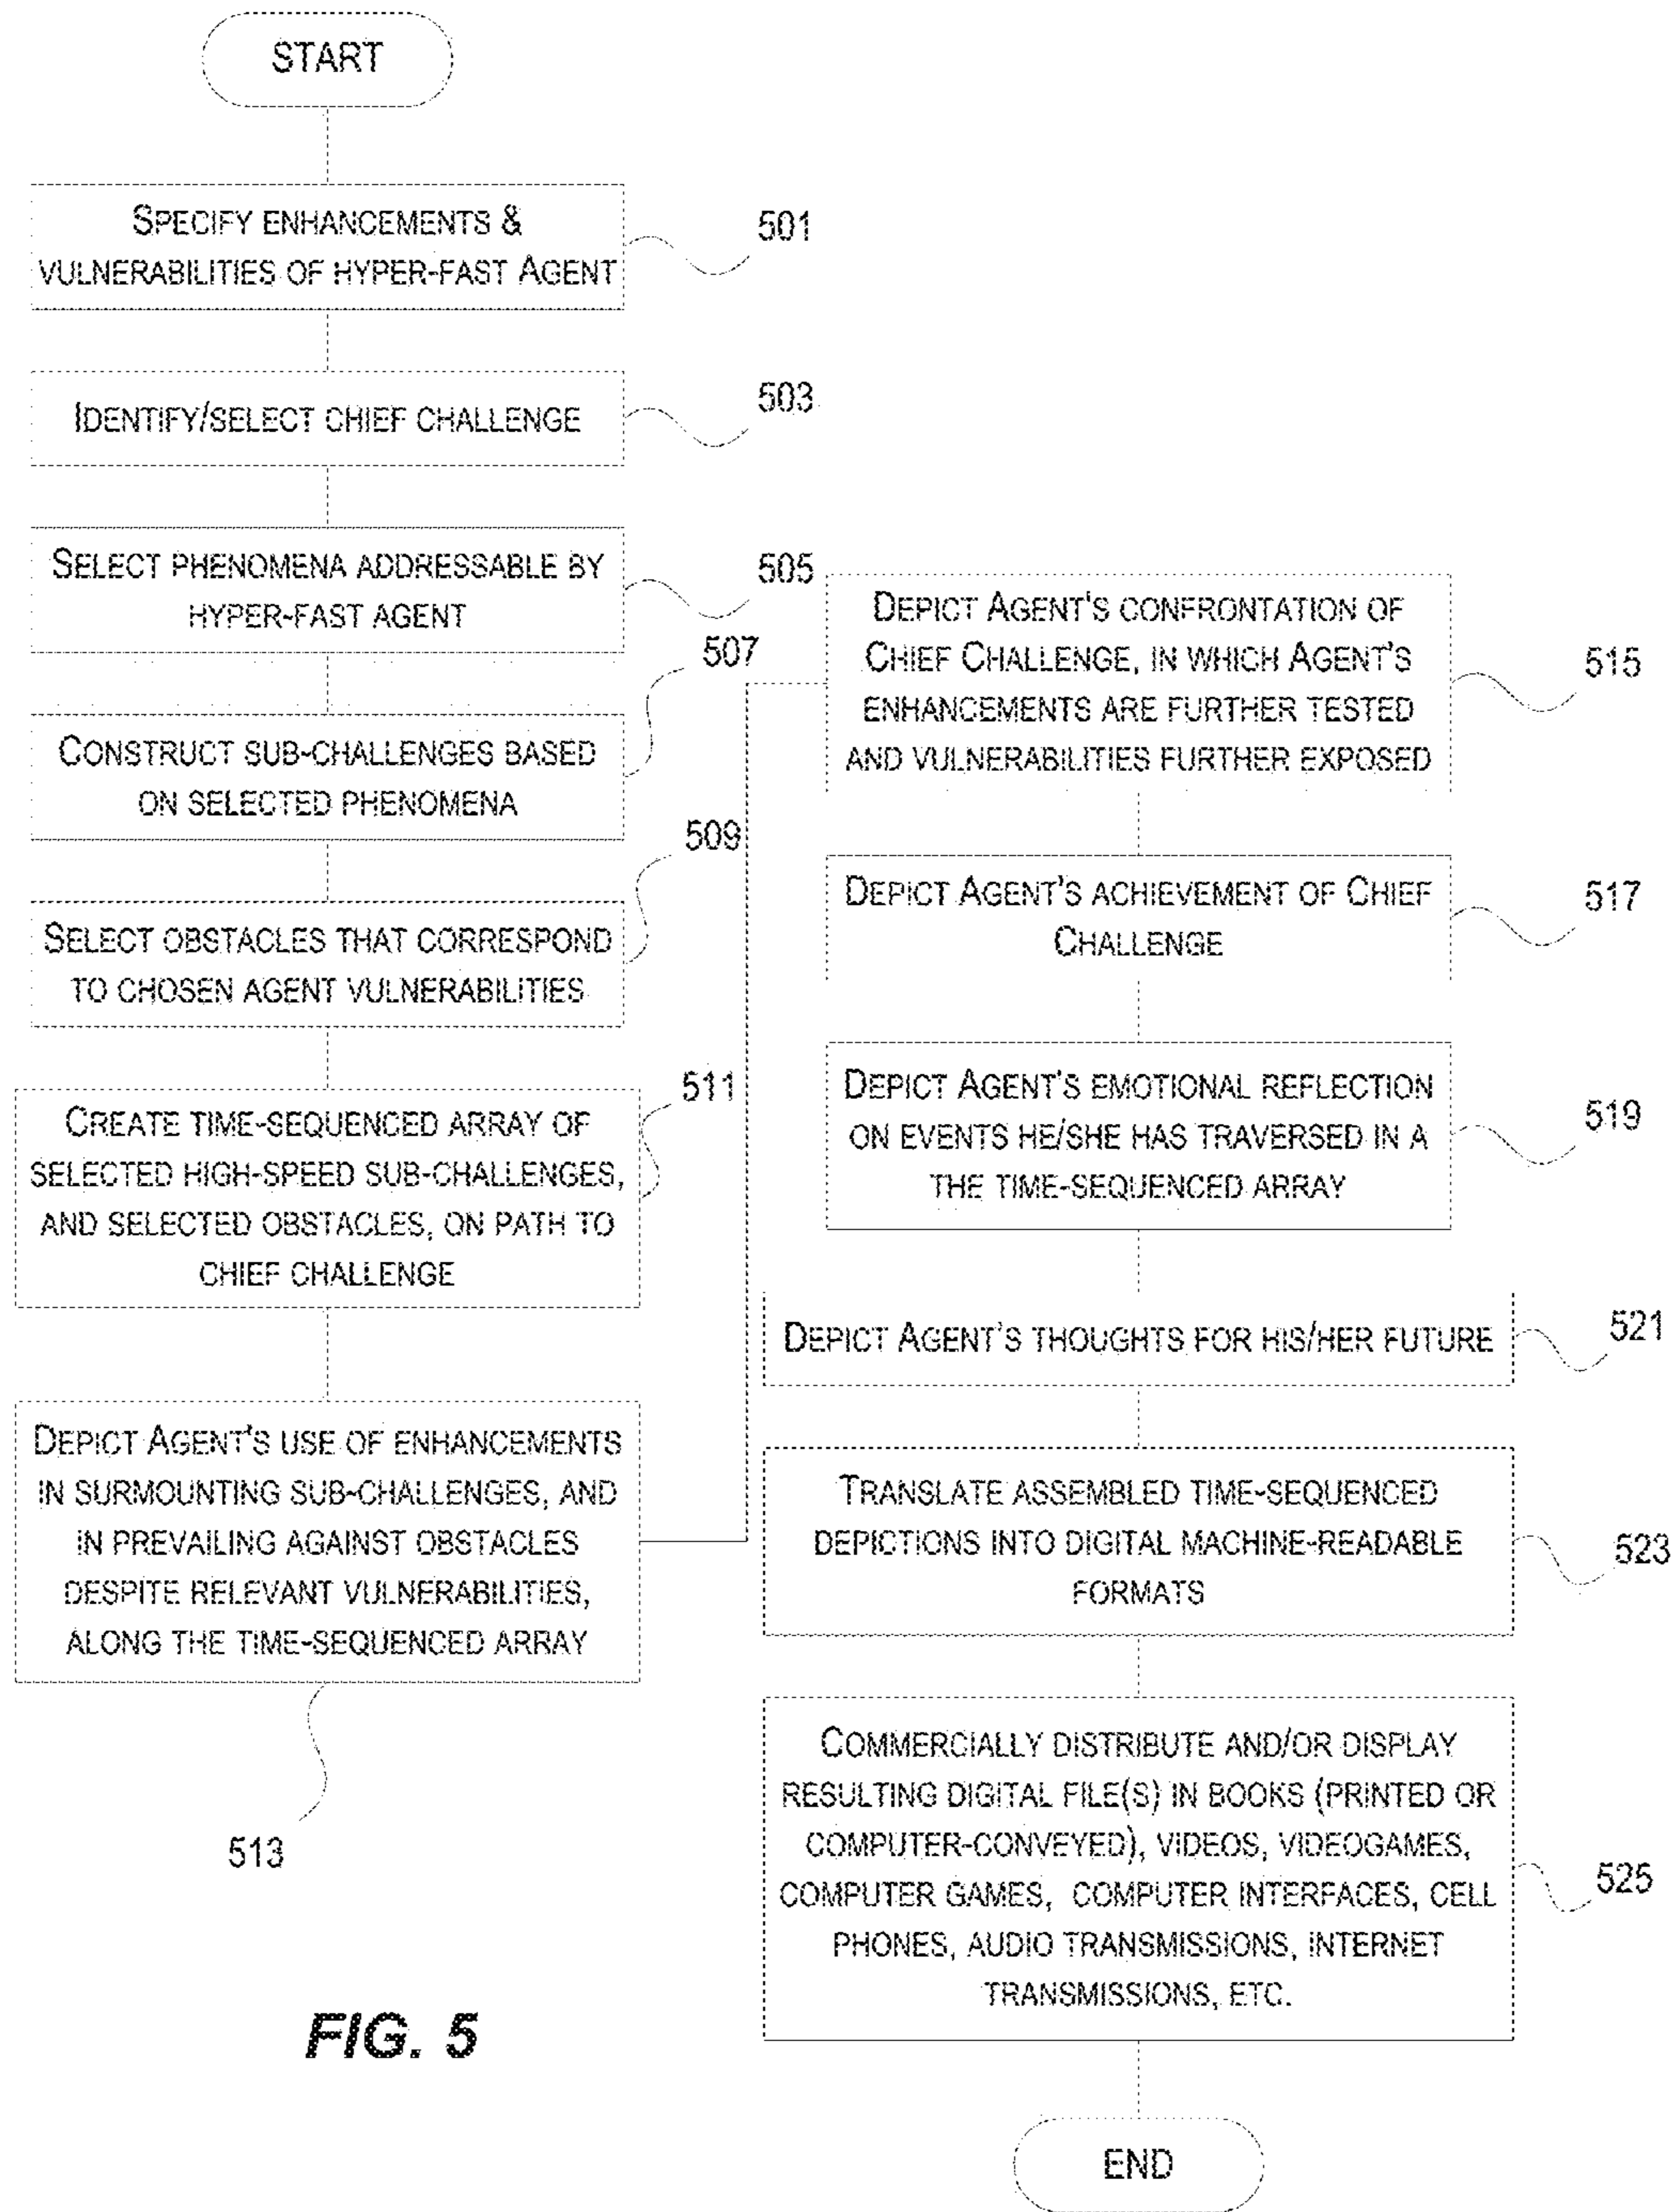 START
SPECIFY ENHANCEMENTS &
VULNERABILITIES OF HYPER-FAST AGENT
501
IDENTIFY/SELECT CHIEF CHALLENGE
503
SELECT PHENOMENA ADDRESSABLE BY
HYPER-FAST AGENT
505
CONSTRUCT SUB-CHALLENGES BASED
ON SELECTED PHENOMENA
507
SELECT OBSTACLES THAT CORRESPOND
TO CHOSEN AGENT VULNERABILITIES
509
CREATE TIME-SEQUENCED ARRAY OF
SELECTED HIGH-SPEED SUB-CHALLENGES,
AND SELECTED OBSTACLES, ON PATH TO
CHIEF CHALLENGE
511
DEPICT AGENT'S USE OF ENHANCEMENTS
IN SURMOUNTING SUB-CHALLENGES, AND
IN PREVAILING AGAINST OBSTACLES
DESPITE RELEVANT VULNERABILITIES,
ALONG THE TIME-SEQUENCED ARRAY
513
DEPICT AGENT'S CONFRONTATION OF
CHIEF CHALLENGE, IN WHICH AGENT'S
ENHANCEMENTS ARE FURTHER TESTED
AND VULNERABILITIES FURTHER EXPOSED
515
DEPICT AGENT'S ACHIEVEMENT OF CHIEF
CHALLENGE
517
DEPICT AGENT'S EMOTIONAL REFLECTION
ON EVENTS HE/SHE HAS TRAVERSED IN A
THE TIME-SEQUENCED ARRAY
519
DEPICT AGENT'S THOUGHTS FOR HIS/HER FUTURE
521
TRANSLATE ASSEMBLED TIME-SEQUENCED
DEPICTIONS INTO DIGITAL MACHINE-READABLE
FORMATS
523
COMMERCIALLY DISTRIBUTE AND/OR DISPLAY
RESULTING DIGITAL FILE(S) IN BOOKS (PRINTED OR
COMPUTER-CONVEYED), VIDEOS, VIDEOGAMES,
COMPUTER GAMES, COMPUTER INTERFACES, CELL
PHONES, AUDIO TRANSMISSIONS, INTERNET
TRANSMISSIONS, ETC.
525
END
FIG. 5